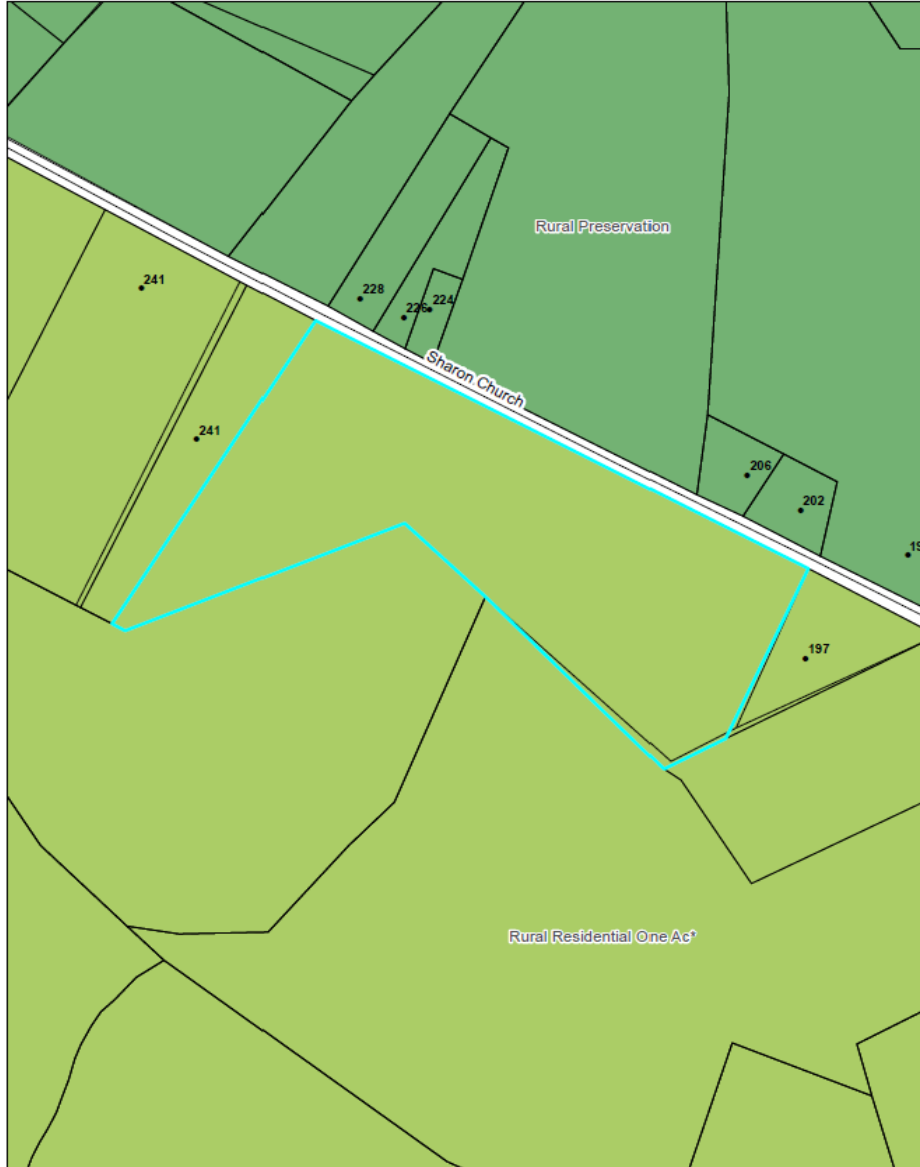 Rural Preservation
241
228
224
226
Sharon Church
241
206
202
197
Rural Residential One Ac*